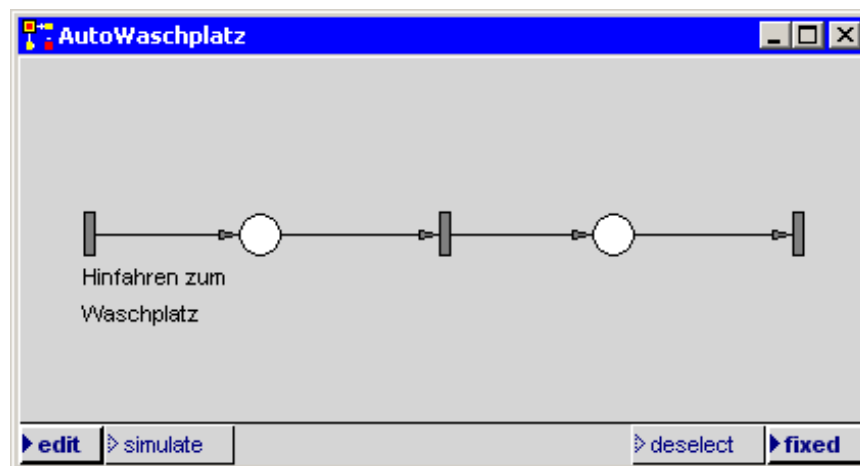 AutoWaschplatz
Hinfahren zum
Waschplatz
edit simulate deselect fixed